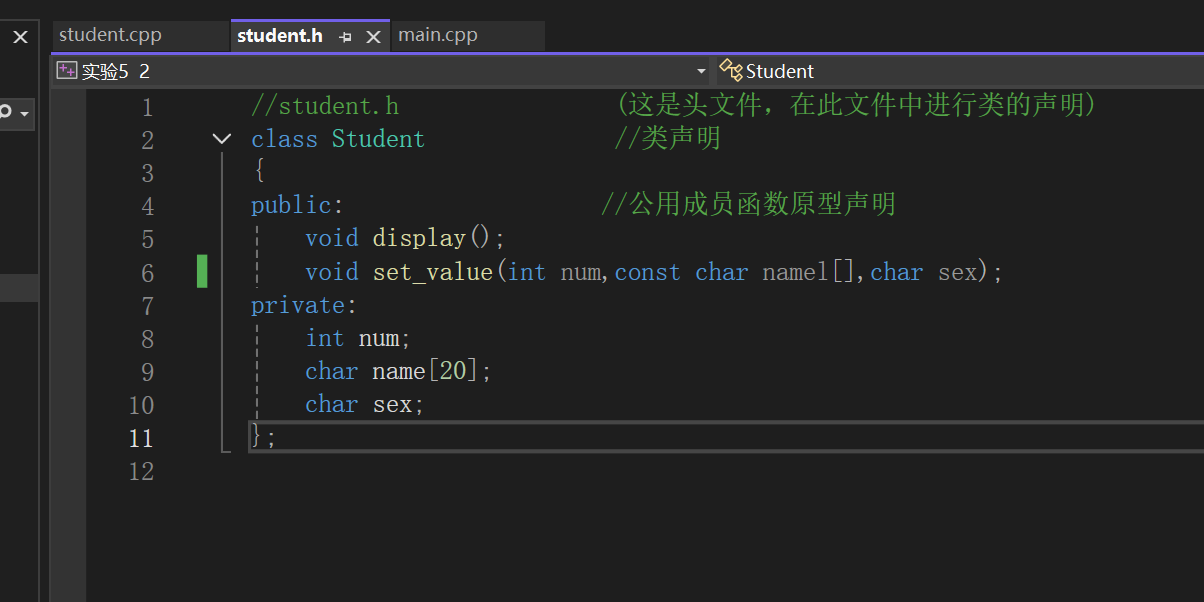 student.cpp student.h main.cpp
实验5 2 Student
1 //student.h (这是头文件，在此文件中进行类的声明)
2 class Student //类声明
3 {
4 public: //公用成员函数原型声明
5 void display();
6 void set_value(int num,const char namel[],char sex);
7 private:
8 int num;
9 char name[20];
10 char sex;
11 };
12